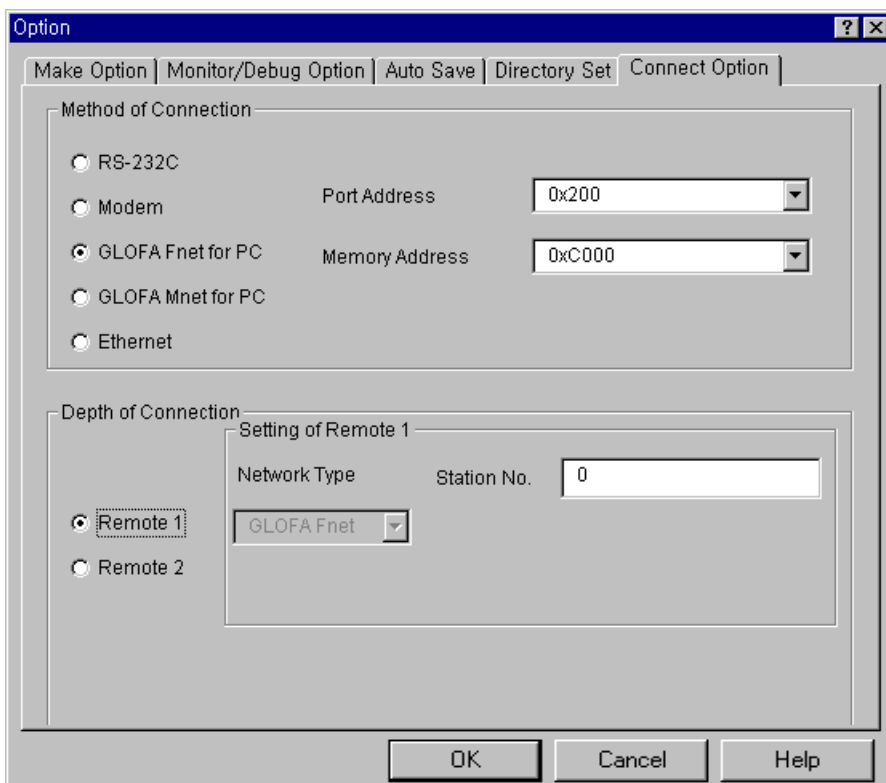 Option
Make Option Monitor/Debug Option Auto Save Directory Set Connect Option
Method of Connection
RS-232C
Modem
GLOFA Fnet for PC
GLOFA Mnet for PC
Ethernet
Port Address 0x200
Memory Address 0xC000
Depth of Connection
Remote 1
Remote 2
Setting of Remote 1
Network Type
GLOFA Fnet
Station No. 0
OK Cancel Help